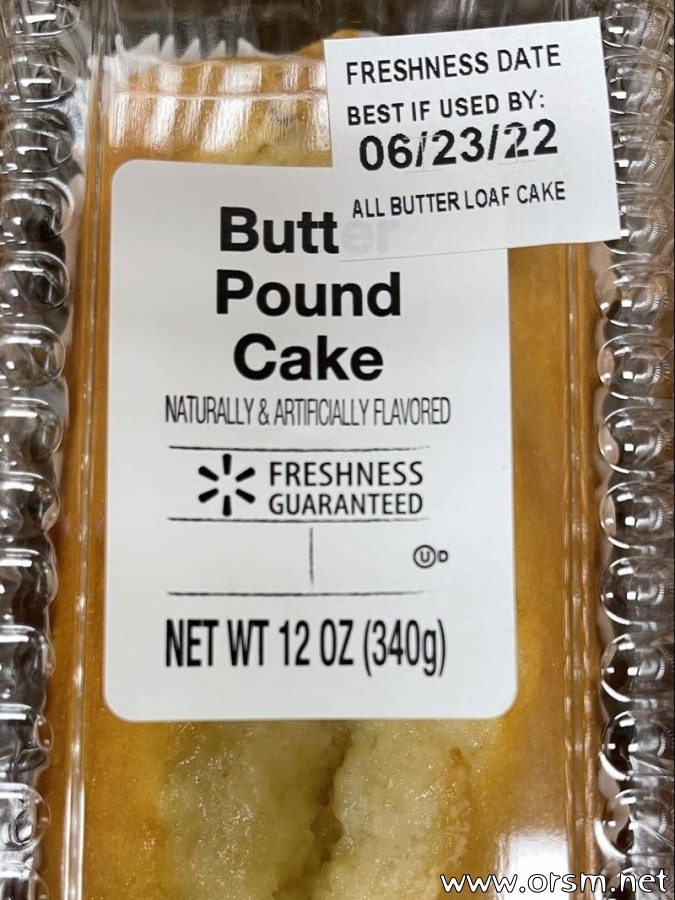 FRESHNESS DATE
BEST IF USED BY:
06/23/22
ALL BUTTER LOAF CAKE
Butter
Pound
Cake
NATURALLY & ARTIFICIALLY FLAVORED
FRESHNESS
GUARANTEED
U D
NET WT 12 OZ (340g)
www.orsm.net